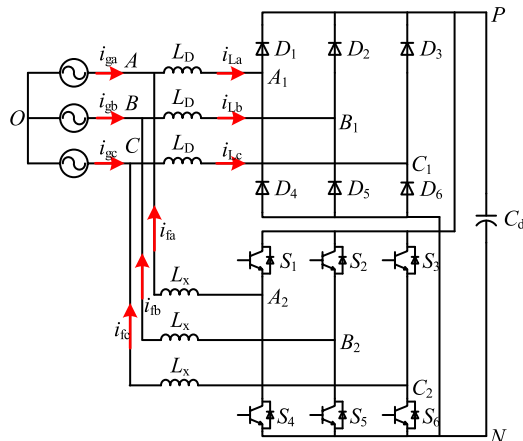 P
i_ga A L_D i_La D_1 D_2 D_3
A_1
O i_gb B L_D i_Lb
B_1
i_gc C L_D i_Lc
C_1
D_4 D_5 D_6
C_d
i_fa
S_1 S_2 S_3
L_x A_2
i_fb
L_x
B_2
i_fc
L_x C_2
S_4 S_5 S_6
N